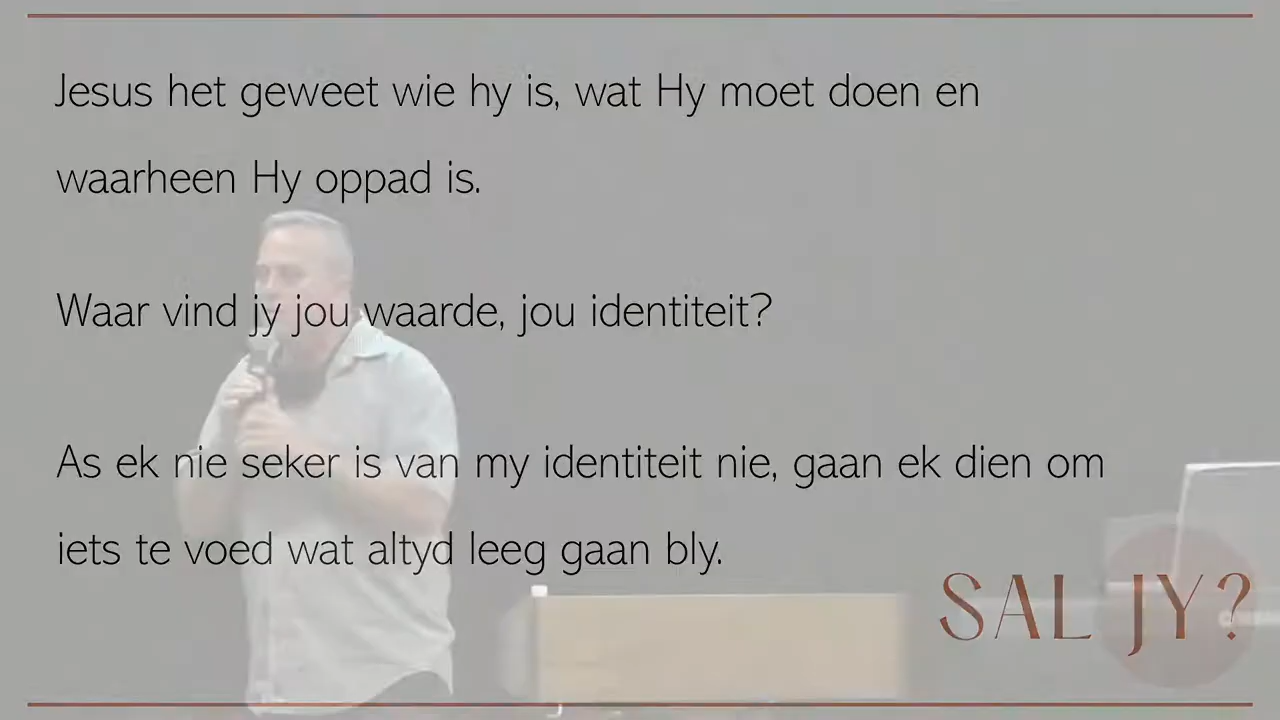 Jesus het geweet wie hy is, wat Hy moet doen en
waarheen Hy oppad is.
Waar vind jy jou waarde, jou identiteit?
As ek nie seker is van my identiteit nie, gaan ek dien om
iets te voed wat altyd leeg gaan bly.
SAL JY?